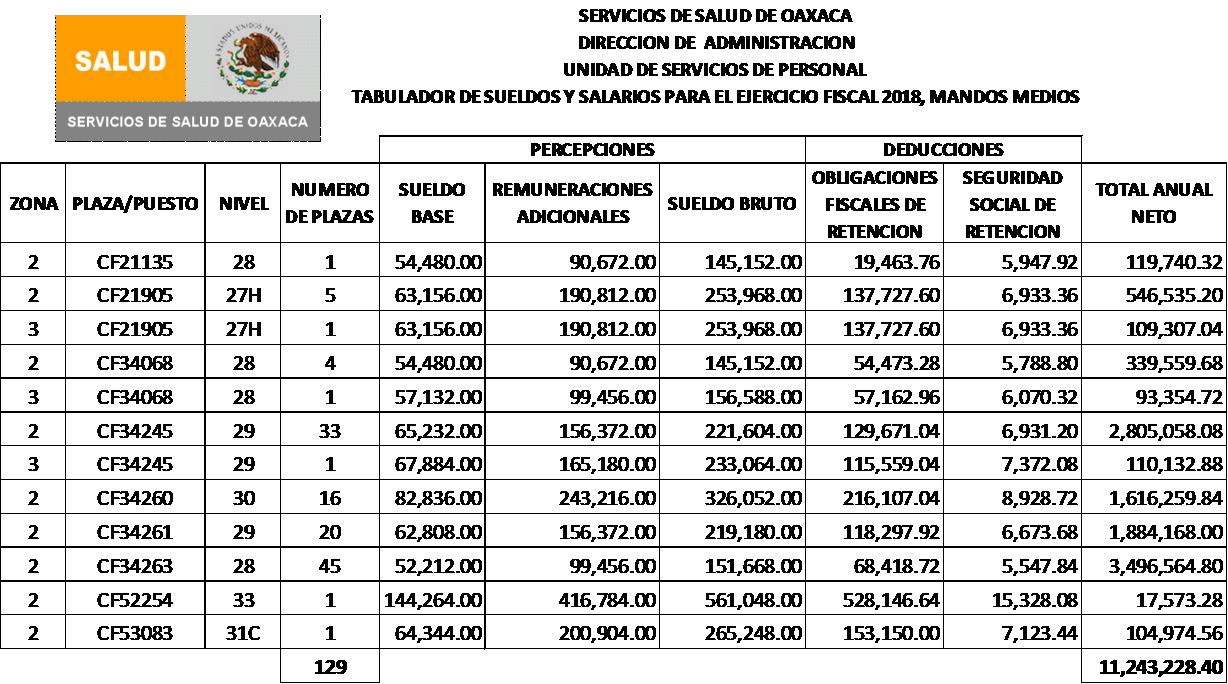 SERVICIOS DE SALUD DE OAXACA
DIRECCION DE ADMINISTRACION
UNIDAD DE SERVICIOS DE PERSONAL
TABULADOR DE SUELDOS Y SALARIOS PARA EL EJERCICIO FISCAL 2018, MANDOS MEDIOS
SALUD
ESTADOS UNIDOS MEXICANOS
SERVICIOS DE SALUD DE OAXACA
PERCEPCIONES DEDUCCIONES
ZONA PLAZA/PUESTO NIVEL NUMERO DE PLAZAS SUELDO BASE REMUNERACIONES ADICIONALES SUELDO BRUTO OBLIGACIONES FISCALES DE RETENCION SEGURIDAD SOCIAL DE RETENCION TOTAL ANUAL NETO
2 CF21135 28 1 54,480.00 90,672.00 145,152.00 19,463.76 5,947.92 119,740.32
2 CF21905 27H 5 63,156.00 190,812.00 253,968.00 137,727.60 6,933.36 546,535.20
3 CF21905 27H 1 63,156.00 190,812.00 253,968.00 137,727.60 6,933.36 109,307.04
2 CF34068 28 4 54,480.00 90,672.00 145,152.00 54,473.28 5,788.80 339,559.68
3 CF34068 28 1 57,132.00 99,456.00 156,588.00 57,162.96 6,070.32 93,354.72
2 CF34245 29 33 65,232.00 156,372.00 221,604.00 129,671.04 6,931.20 2,805,058.08
3 CF34245 29 1 67,884.00 165,180.00 233,064.00 115,559.04 7,372.08 110,132.88
2 CF34260 30 16 82,836.00 243,216.00 326,052.00 216,107.04 8,928.72 1,616,259.84
2 CF34261 29 20 62,808.00 156,372.00 219,180.00 118,297.92 6,673.68 1,884,168.00
2 CF34263 28 45 52,212.00 99,456.00 151,668.00 68,418.72 5,547.84 3,496,564.80
2 CF52254 33 1 144,264.00 416,784.00 561,048.00 528,146.64 15,328.08 17,573.28
2 CF53083 31C 1 64,344.00 200,904.00 265,248.00 153,150.00 7,123.44 104,974.56
129 11,243,228.40